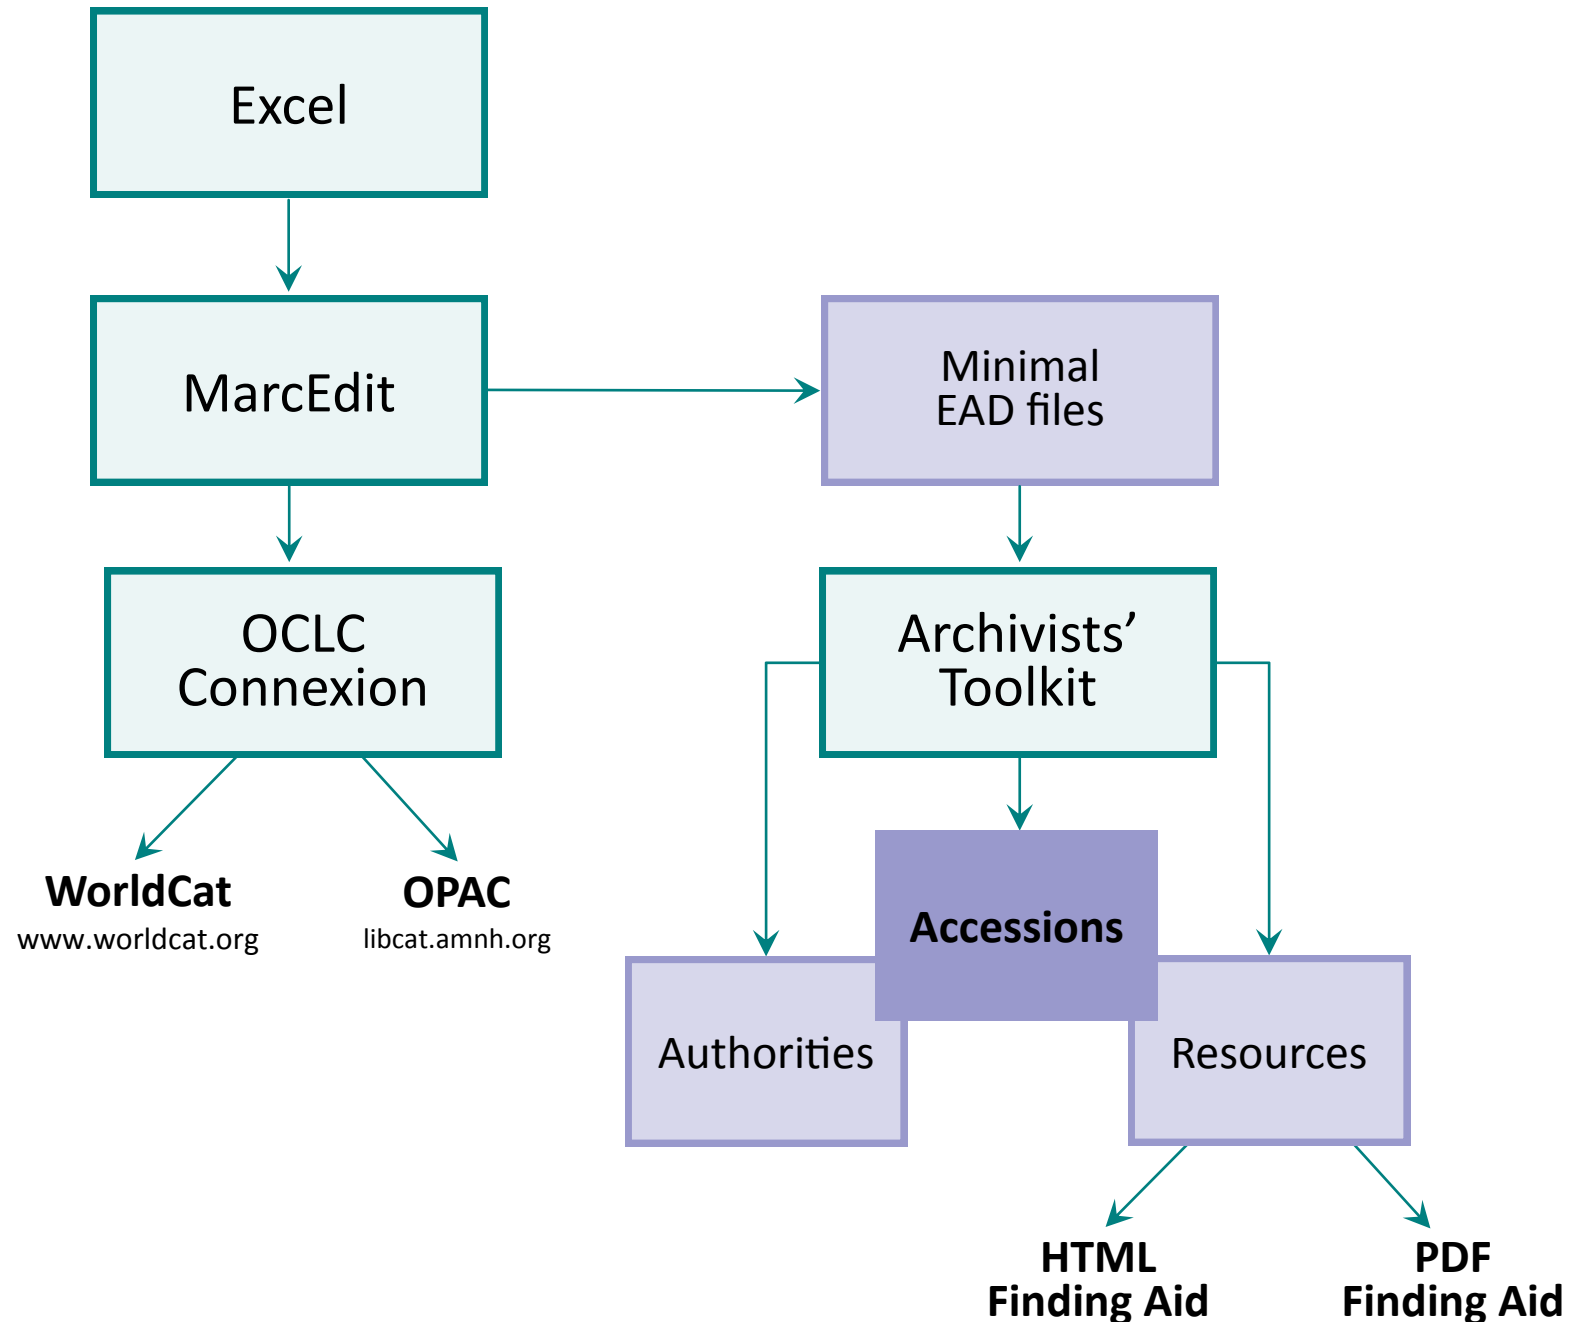 Excel
MarcEdit
Minimal
EAD files
OCLC
Connexion
Archivists’
Toolkit
WorldCat
www.worldcat.org
OPAC
libcat.amnh.org
Accessions
Authorities
Resources
HTML
Finding Aid
PDF
Finding Aid